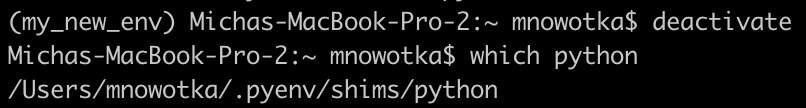 (my_new_env) Michas-MacBook-Pro-2:~ mnowotka$ deactivate
Michas-MacBook-Pro-2:~ mnowotka$ which python
/Users/mnowotka/.pyenv/shims/python